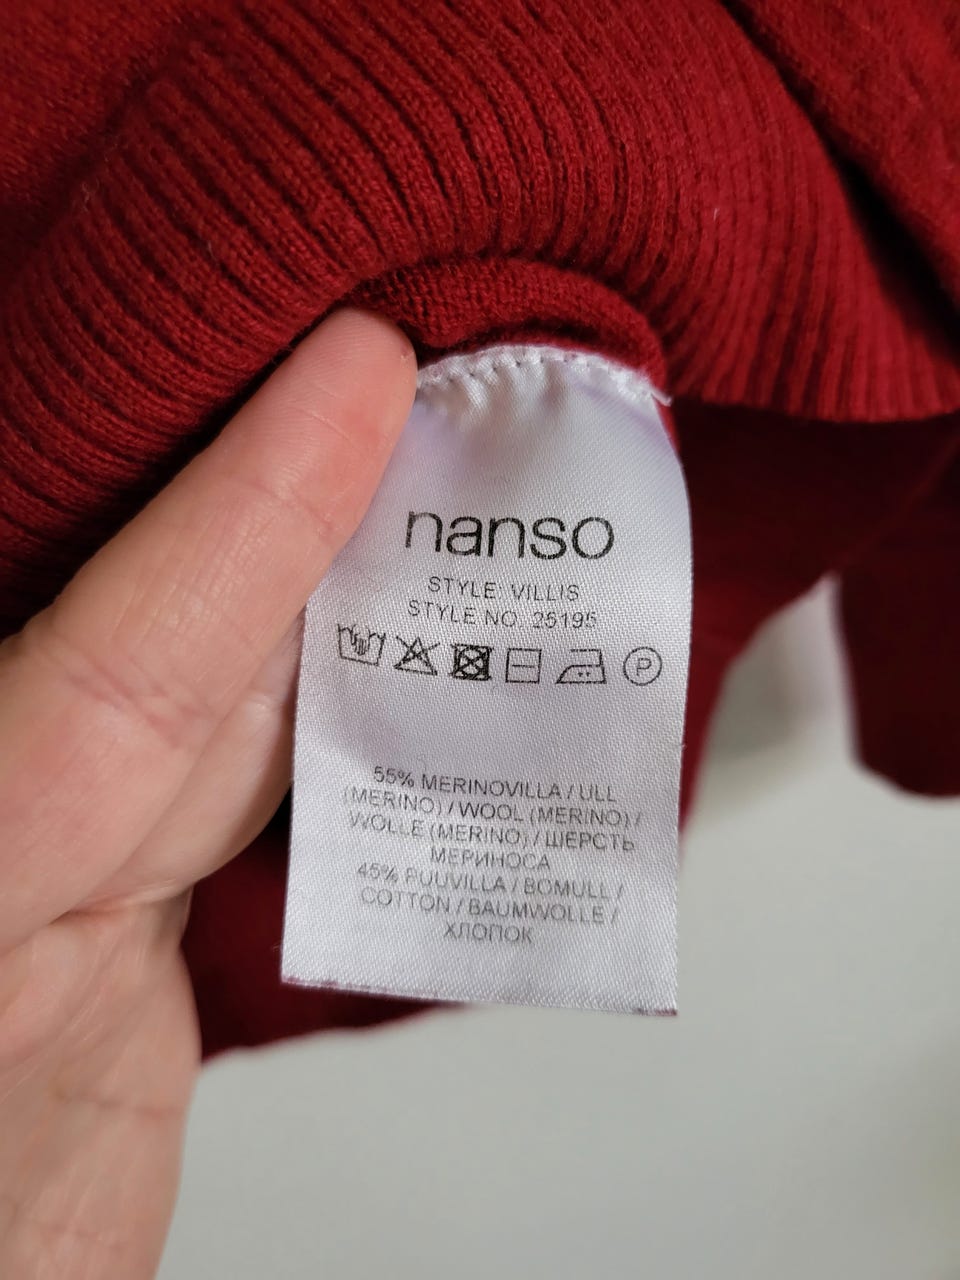 nanso
STYLE: VILLIS
STYLE NO. 25195
P
55% MERINOVILLA / ULL
(MERINO) / WOOL (MERINO) /
WOLLE (MERINO) / ШЕРСТЬ
МЕРИНОСА
45% PUUVILLA / BOMULL /
COTTON / BAUMWOLLE /
ХЛОПОК